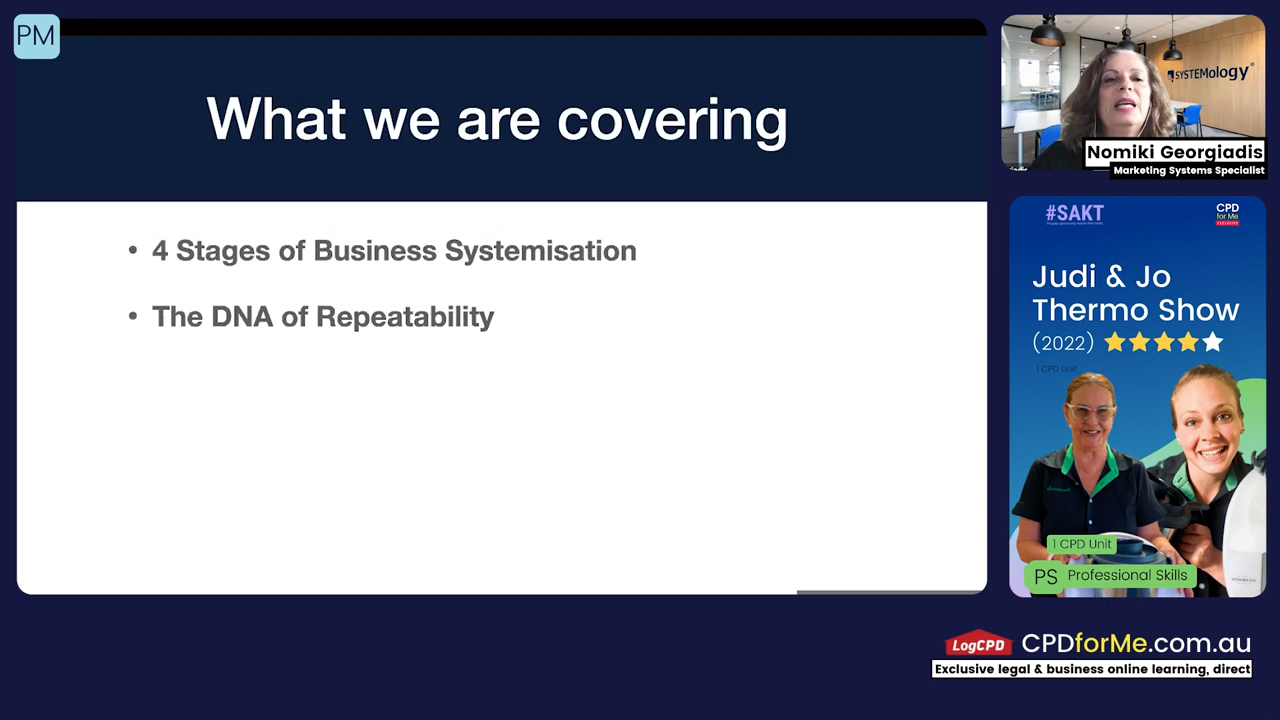 PM
What we are covering
• 4 Stages of Business Systemisation
• The DNA of Repeatability
SYSTEMology®
Nomiki Georgiadis
Marketing Systems Specialist
#SAKT
CPD
for Me
EXCLUSIVE
Judi & Jo
Thermo Show
(2022)
1 CPD Unit
1 CPD Unit
PS Professional Skills
LogCPD CPDforMe.com.au
Exclusive legal & business online learning, direct